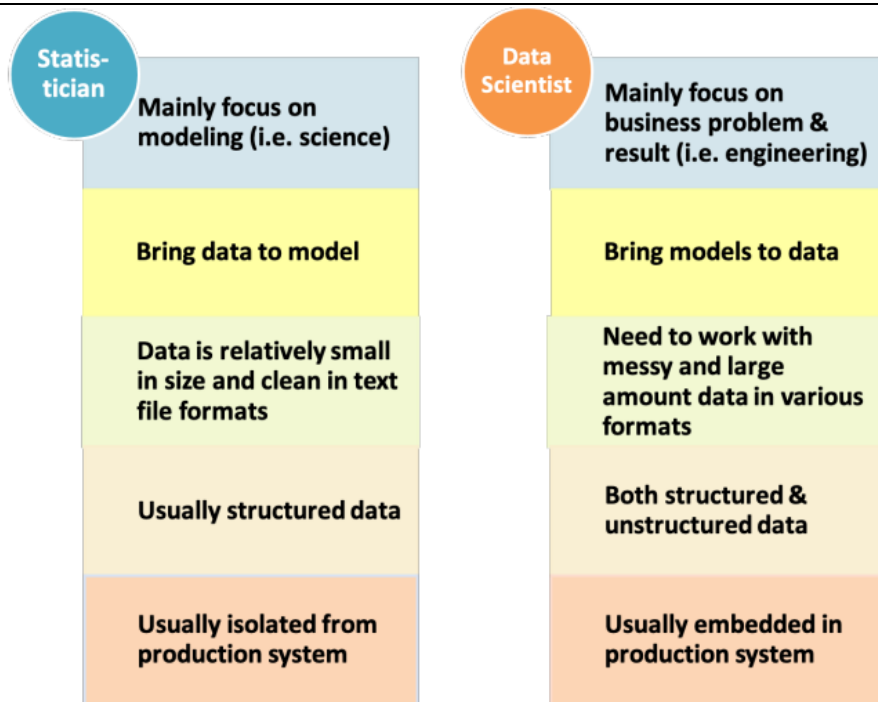 Statis-
tician
Mainly focus on
modeling (i.e. science)
Bring data to model
Data is relatively small
in size and clean in text
file formats
Usually structured data
Usually isolated from
production system
Data
Scientist
Mainly focus on
business problem &
result (i.e. engineering)
Bring models to data
Need to work with
messy and large
amount data in various
formats
Both structured &
unstructured data
Usually embedded in
production system